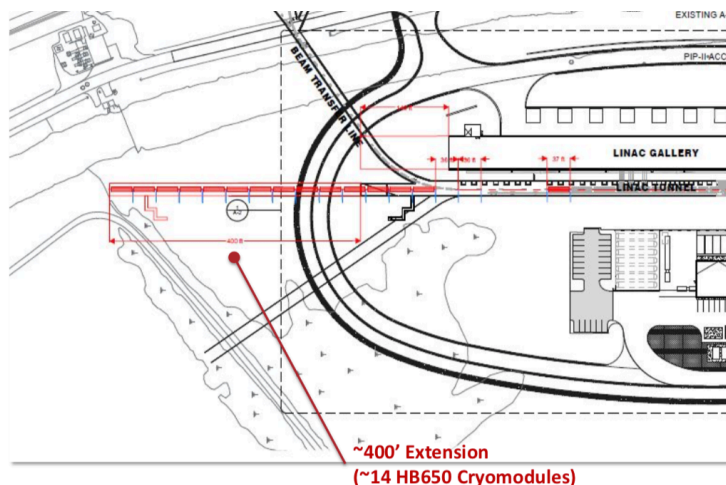 EXISTING A
PIP-II ACC
BEAM TRANSFER LINE
LINAC GALLERY
37 ft
LINAC TUNNEL
400 ft
~400' Extension
(~14 HB650 Cryomodules)